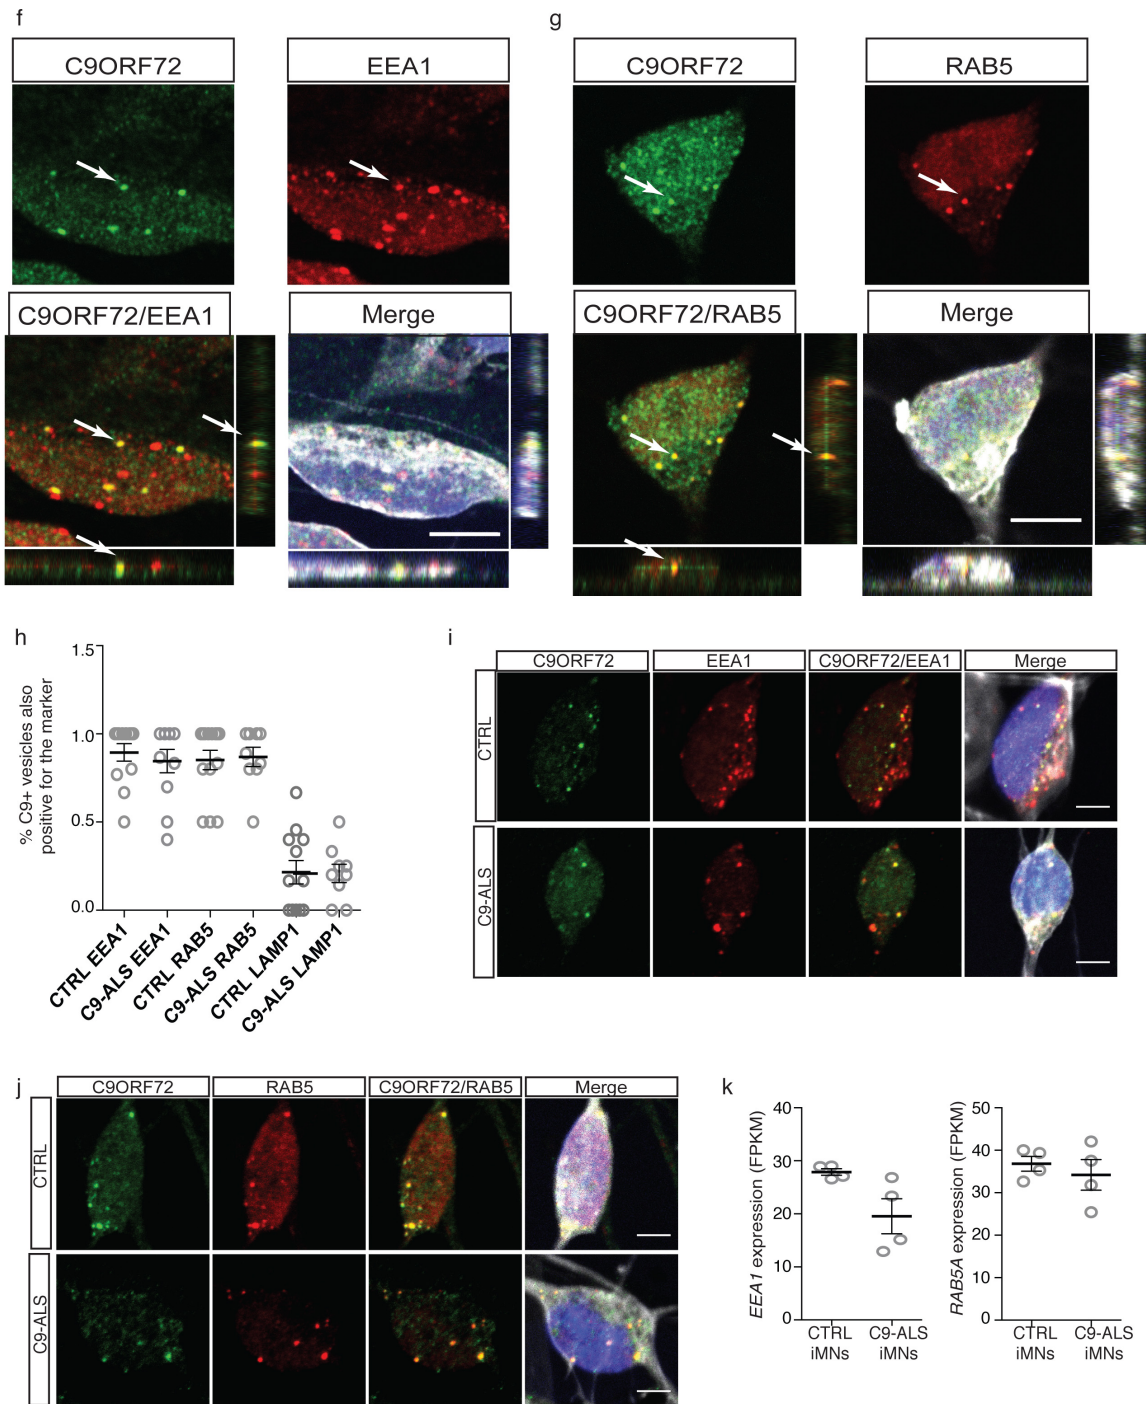 f
g
C9ORF72
EEA1
C9ORF72
RAB5
C9ORF72/EEA1
Merge
C9ORF72/RAB5
Merge
h
% C9+ vesicles also
positive for the marker
1.5
1.0
0.5
0.0
CTRL EEA1
C9-ALS EEA1
CTRL RAB5
C9-ALS RAB5
CTRL LAMP1
C9-ALS LAMP1
i
C9ORF72
EEA1
C9ORF72/EEA1
Merge
CTRL
C9-ALS
j
C9ORF72
RAB5
C9ORF72/RAB5
Merge
CTRL
C9-ALS
k
EEA1 expression (FPKM)
40
30
20
10
0
CTRL
iMNs
C9-ALS
iMNs
RAB5A expression (FPKM)
50
40
30
20
10
0
CTRL
iMNs
C9-ALS
iMNs